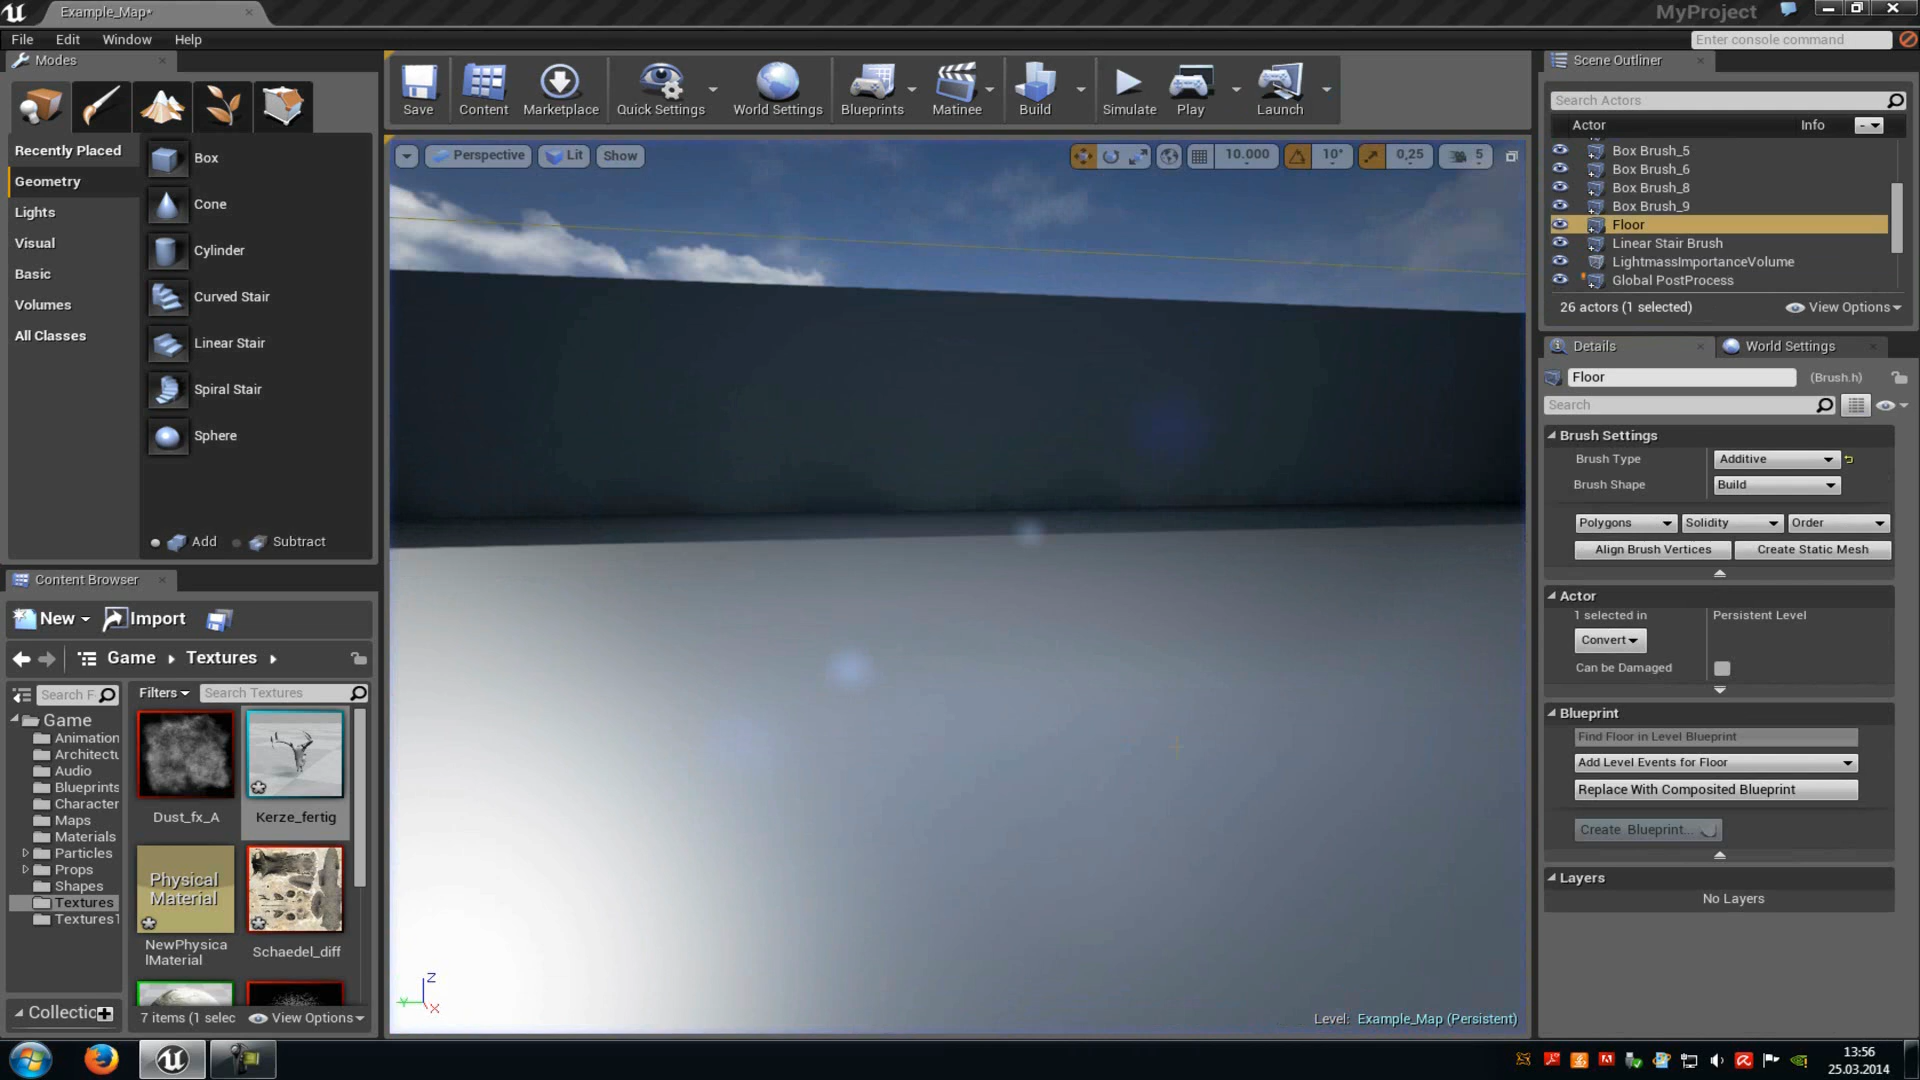 Example_Map*
MyProject
File Edit Window Help
Enter console command
Modes
Recently Placed
Geometry
Lights
Visual
Basic
Volumes
All Classes
Box
Cone
Cylinder
Curved Stair
Linear Stair
Spiral Stair
Sphere
Add Subtract
Save Content Marketplace Quick Settings World Settings Blueprints Matinee Build Simulate Play Launch
Perspective Lit Show
10.000 10° 0,25 5
Z
Y
X
Level: Example_Map (Persistent)
Content Browser
New Import
Game Textures
Search F
Filters
Search Textures
Game
Animation
Architectu
Audio
Blueprints
Character
Maps
Materials
Particles
Props
Shapes
Textures
TexturesT
Collectio
Dust_fx_A
Kerze_fertig
Physical
Material
NewPhysica
lMaterial
Schaedel_diff
7 items (1 selec
View Options
Scene Outliner
Search Actors
Actor Info
Box Brush_5
Box Brush_6
Box Brush_8
Box Brush_9
Floor
Linear Stair Brush
LightmassImportanceVolume
Global PostProcess
26 actors (1 selected)
View Options
Details World Settings
Floor (Brush.h)
Search
Brush Settings
Brush Type Additive
Brush Shape Build
Polygons Solidity Order
Align Brush Vertices Create Static Mesh
Actor
1 selected in Persistent Level
Convert
Can be Damaged
Blueprint
Find Floor in Level Blueprint
Add Level Events for Floor
Replace With Composited Blueprint
Create Blueprint...
Layers
No Layers
13:56
25.03.2014